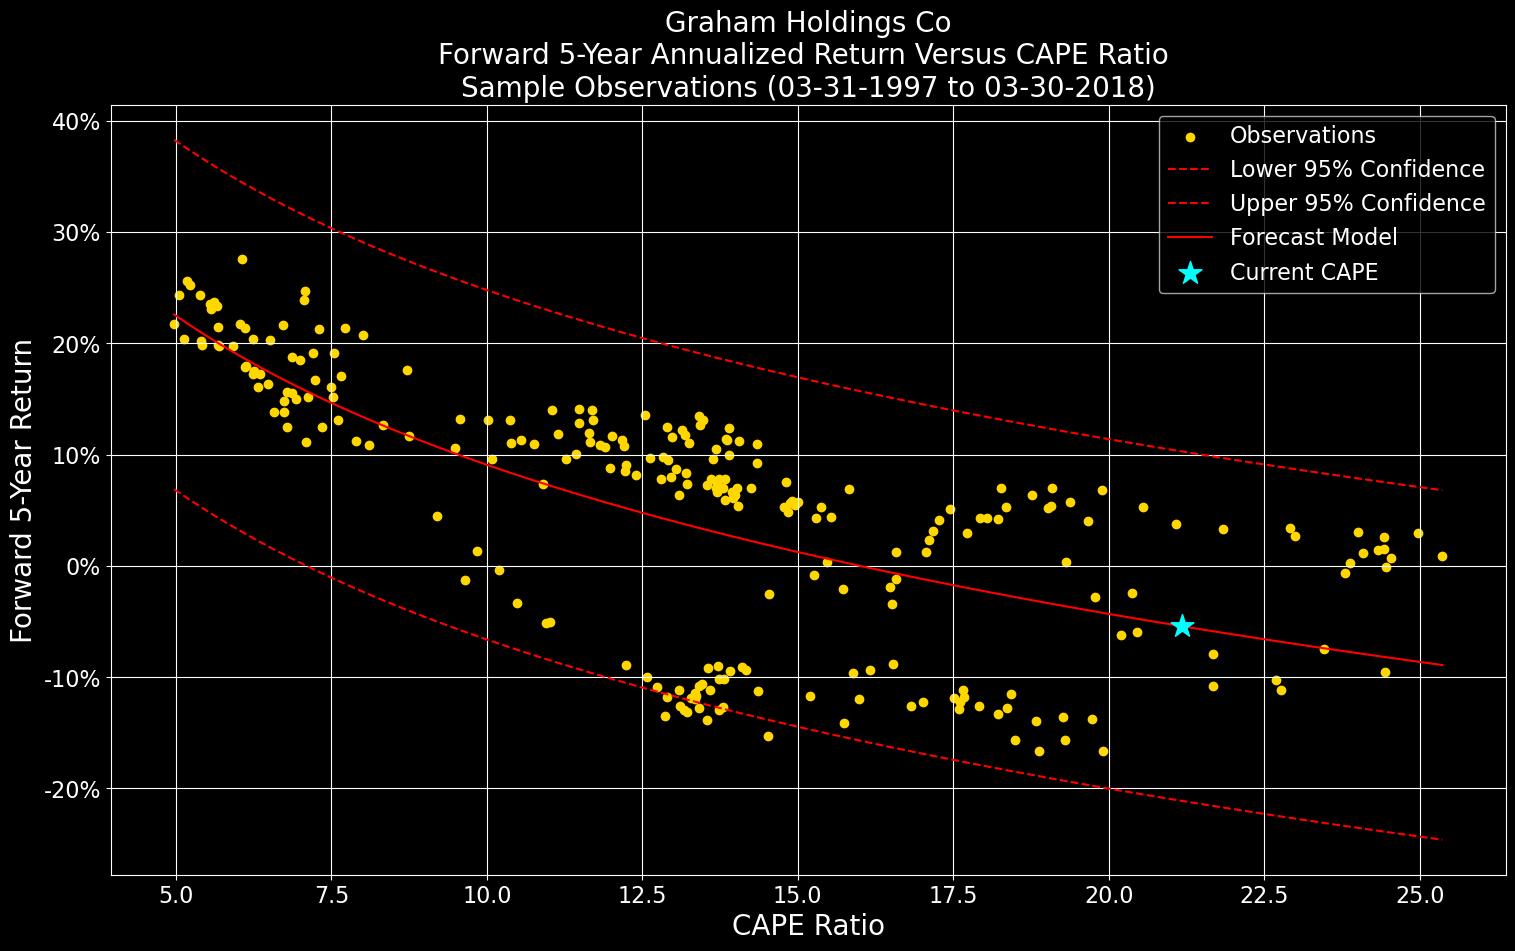 Graham Holdings Co
Forward 5-Year Annualized Return Versus CAPE Ratio
Sample Observations (03-31-1997 to 03-30-2018)
Observations
Lower 95% Confidence
Upper 95% Confidence
Forecast Model
Current CAPE
Forward 5-Year Return
40%
30%
20%
10%
0%
-10%
-20%
5.0 7.5 10.0 12.5 15.0 17.5 20.0 22.5 25.0
CAPE Ratio